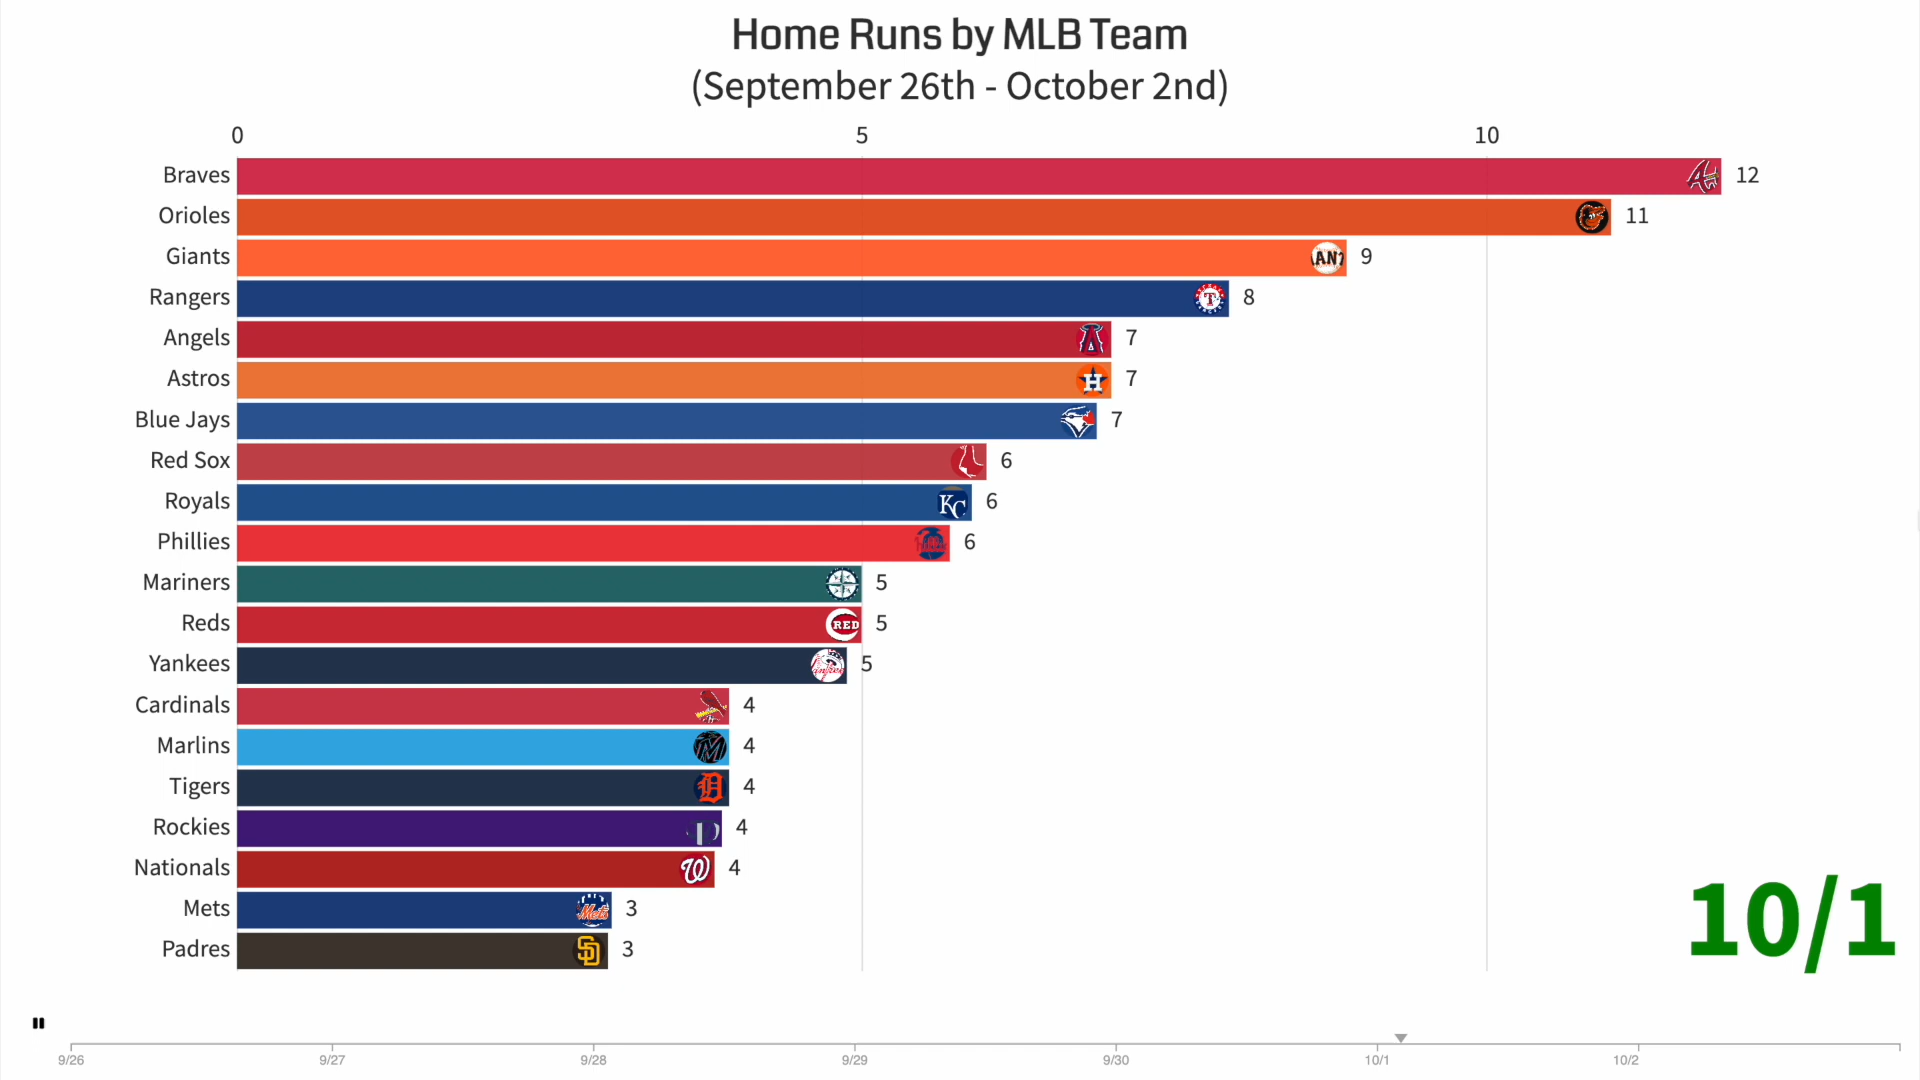 Home Runs by MLB Team
(September 26th - October 2nd)
0 5 10
Braves 12
Orioles 11
Giants 9
Rangers 8
Angels 7
Astros 7
Blue Jays 7
Red Sox 6
Royals 6
Phillies 6
Mariners 5
Reds RED 5
Yankees 5
Cardinals 4
Marlins 4
Tigers 4
Rockies 4
Nationals W 4
Mets Mets 3
Padres SD 3
10/1
9/26 9/27 9/28 9/29 9/30 10/1 10/2